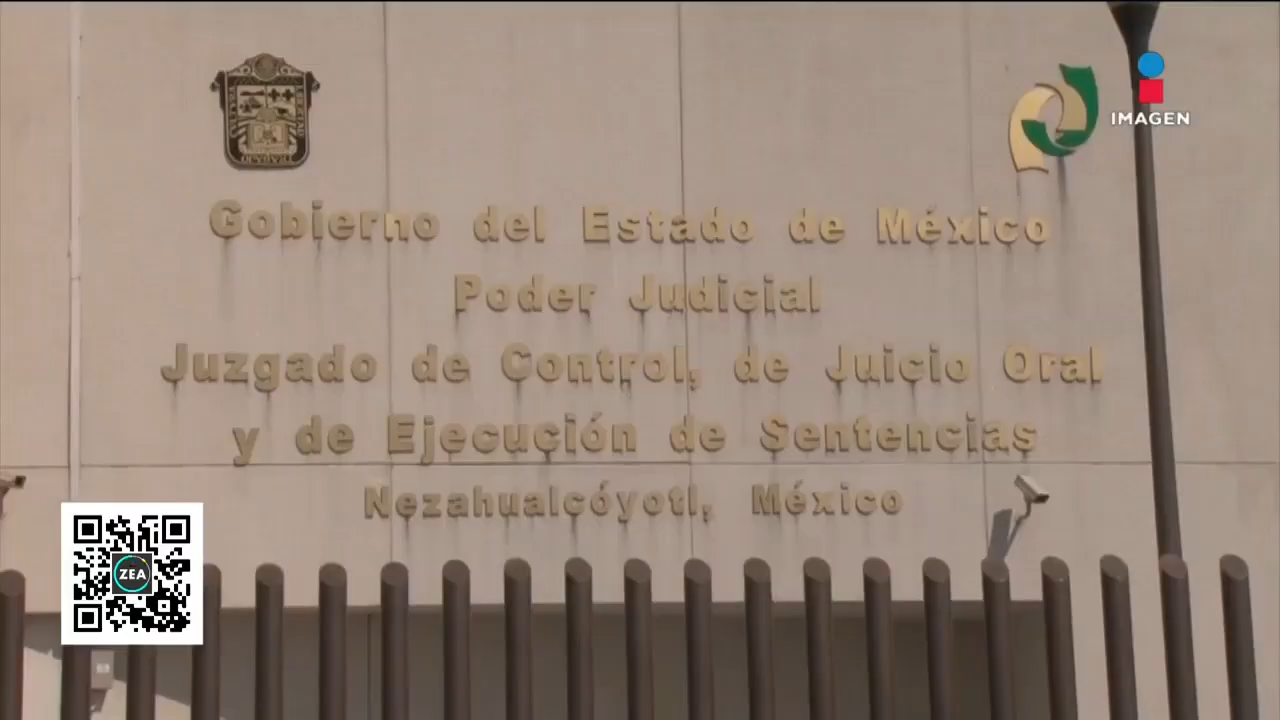 IMAGEN
Gobierno del Estado de México
Poder Judicial
Juzgado de Control, de Juicio Oral
y de Ejecución de Sentencias
Nezahualcóyotl, México
ZEA